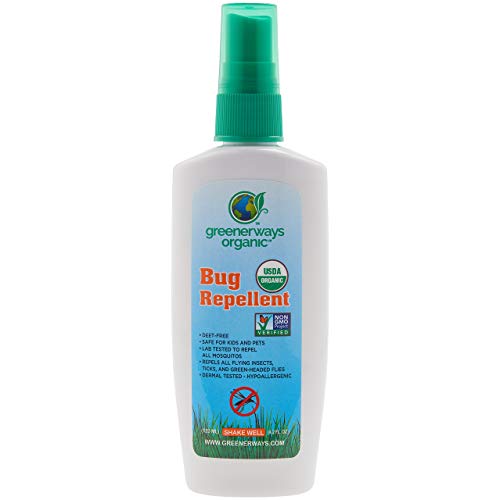 greenerways
organic™
Bug
Repellent
USDA
ORGANIC
NON
GMO
Project
VERIFIED
• DEET-FREE
• SAFE FOR KIDS AND PETS
• LAB TESTED TO REPEL
ALL MOSQUITOS
• REPELS ALL FLYING INSECTS,
TICKS, AND GREEN-HEADED FLIES
• DERMAL TESTED - HYPOALLERGENIC
SHAKE WELL
WWW.GREENERWAYS.COM